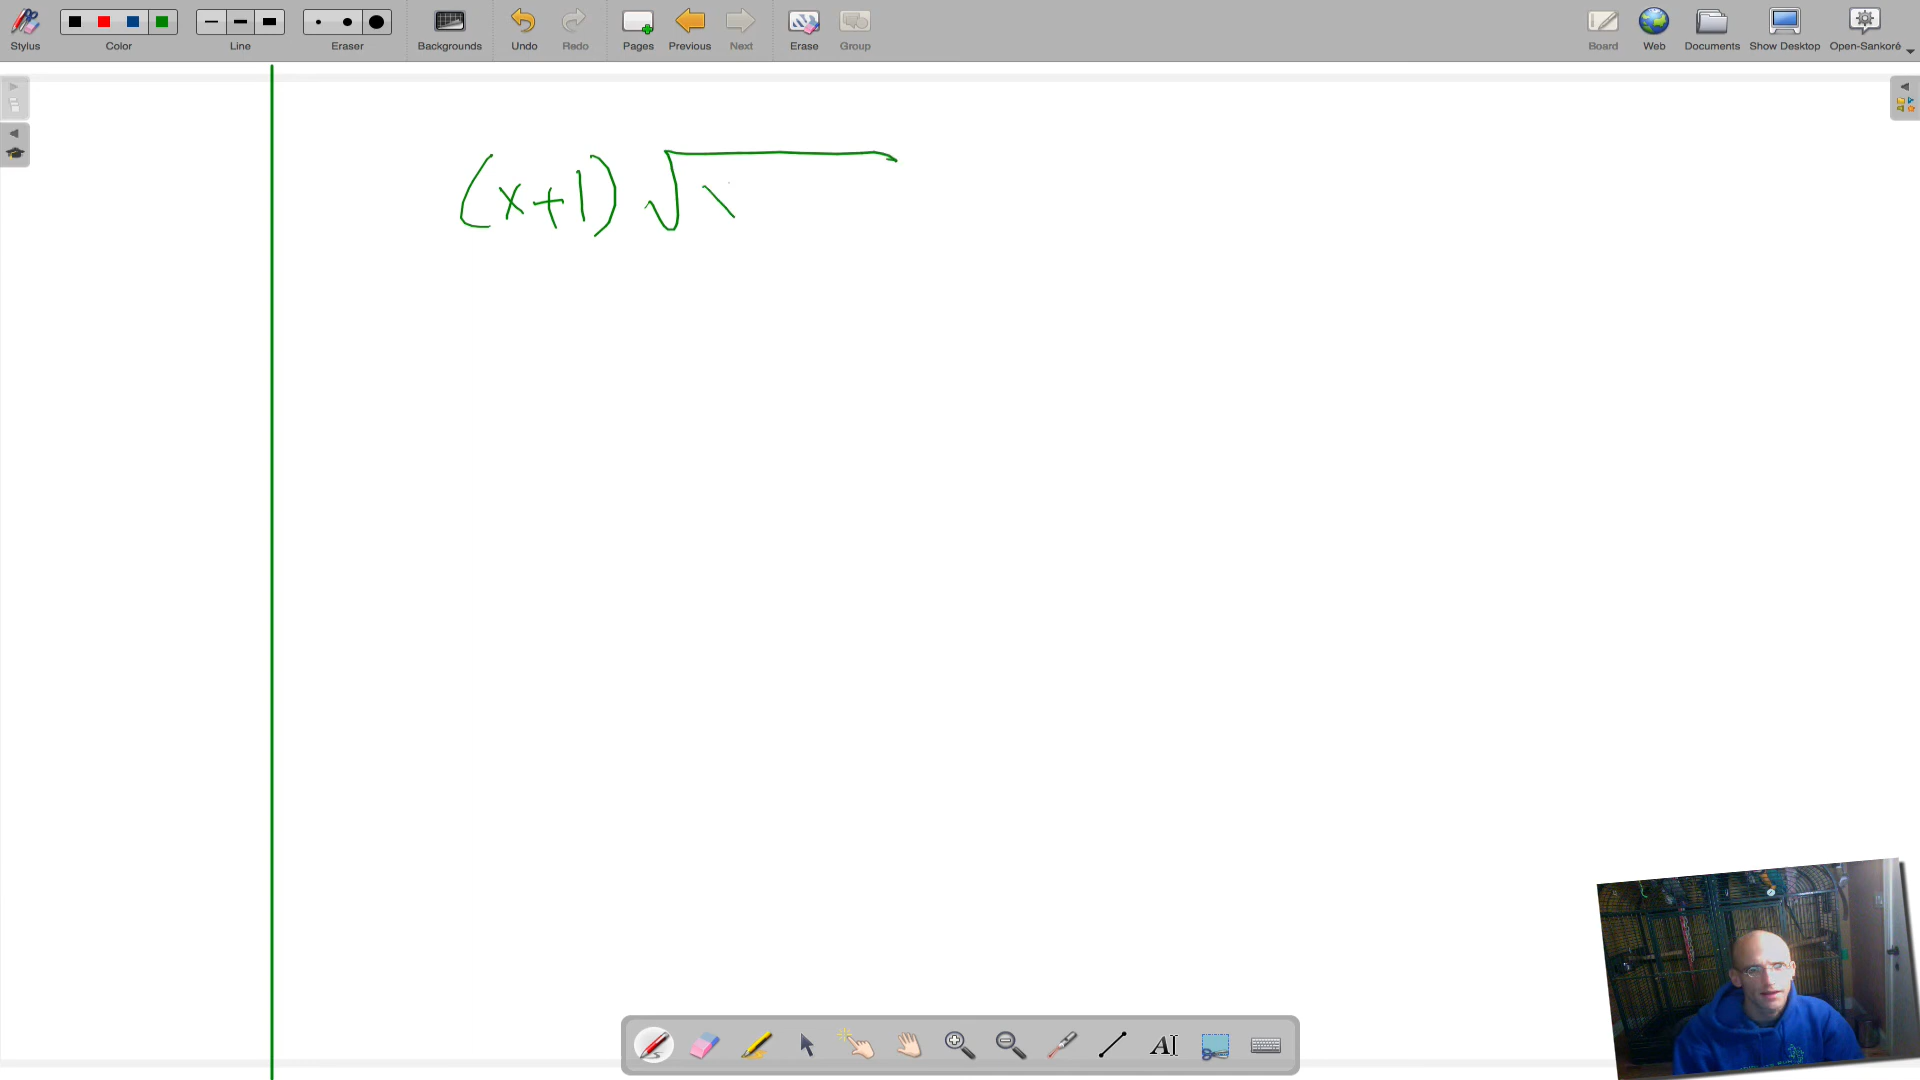 Stylus Color Line Eraser Backgrounds Undo Redo Pages Previous Next Erase Group Board Web Documents Show Desktop Open-Sankoré
(x+1) √
AI